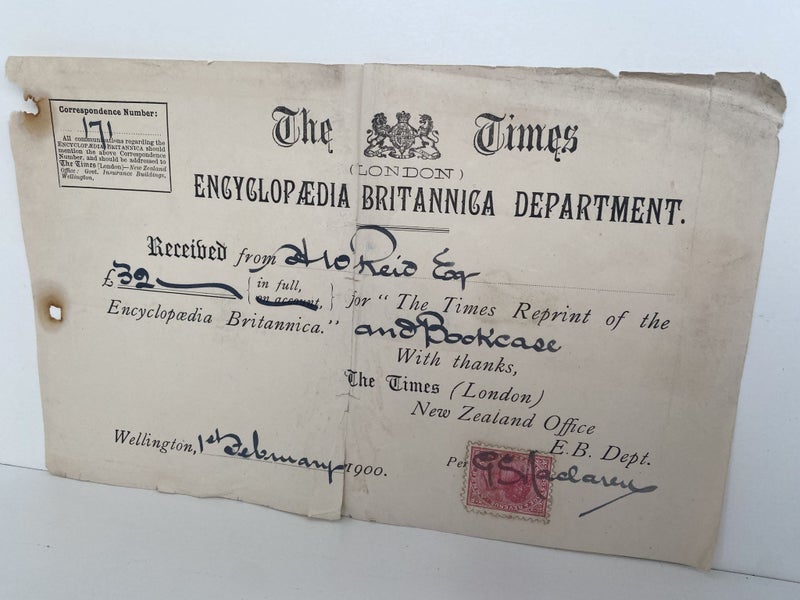 Correspondence Number:
171
All communications regarding the
ENCYCLOPÆDIA BRITANNICA should
mention the above Correspondence
Number, and should be addressed to
The Times (London)—New Zealand
Office: Govt. Insurance Buildings,
Wellington.
The Times
(LONDON)
ENCYCLOPÆDIA BRITANNICA DEPARTMENT.
Received from A W Reid Esq
£32 { in full, on account, } for "The Times Reprint of the
Encyclopædia Britannica." and Bookcase
With thanks,
The Times (London)
New Zealand Office
E.B. Dept.
Wellington, 1st February 1900.
Per G S Maclaren